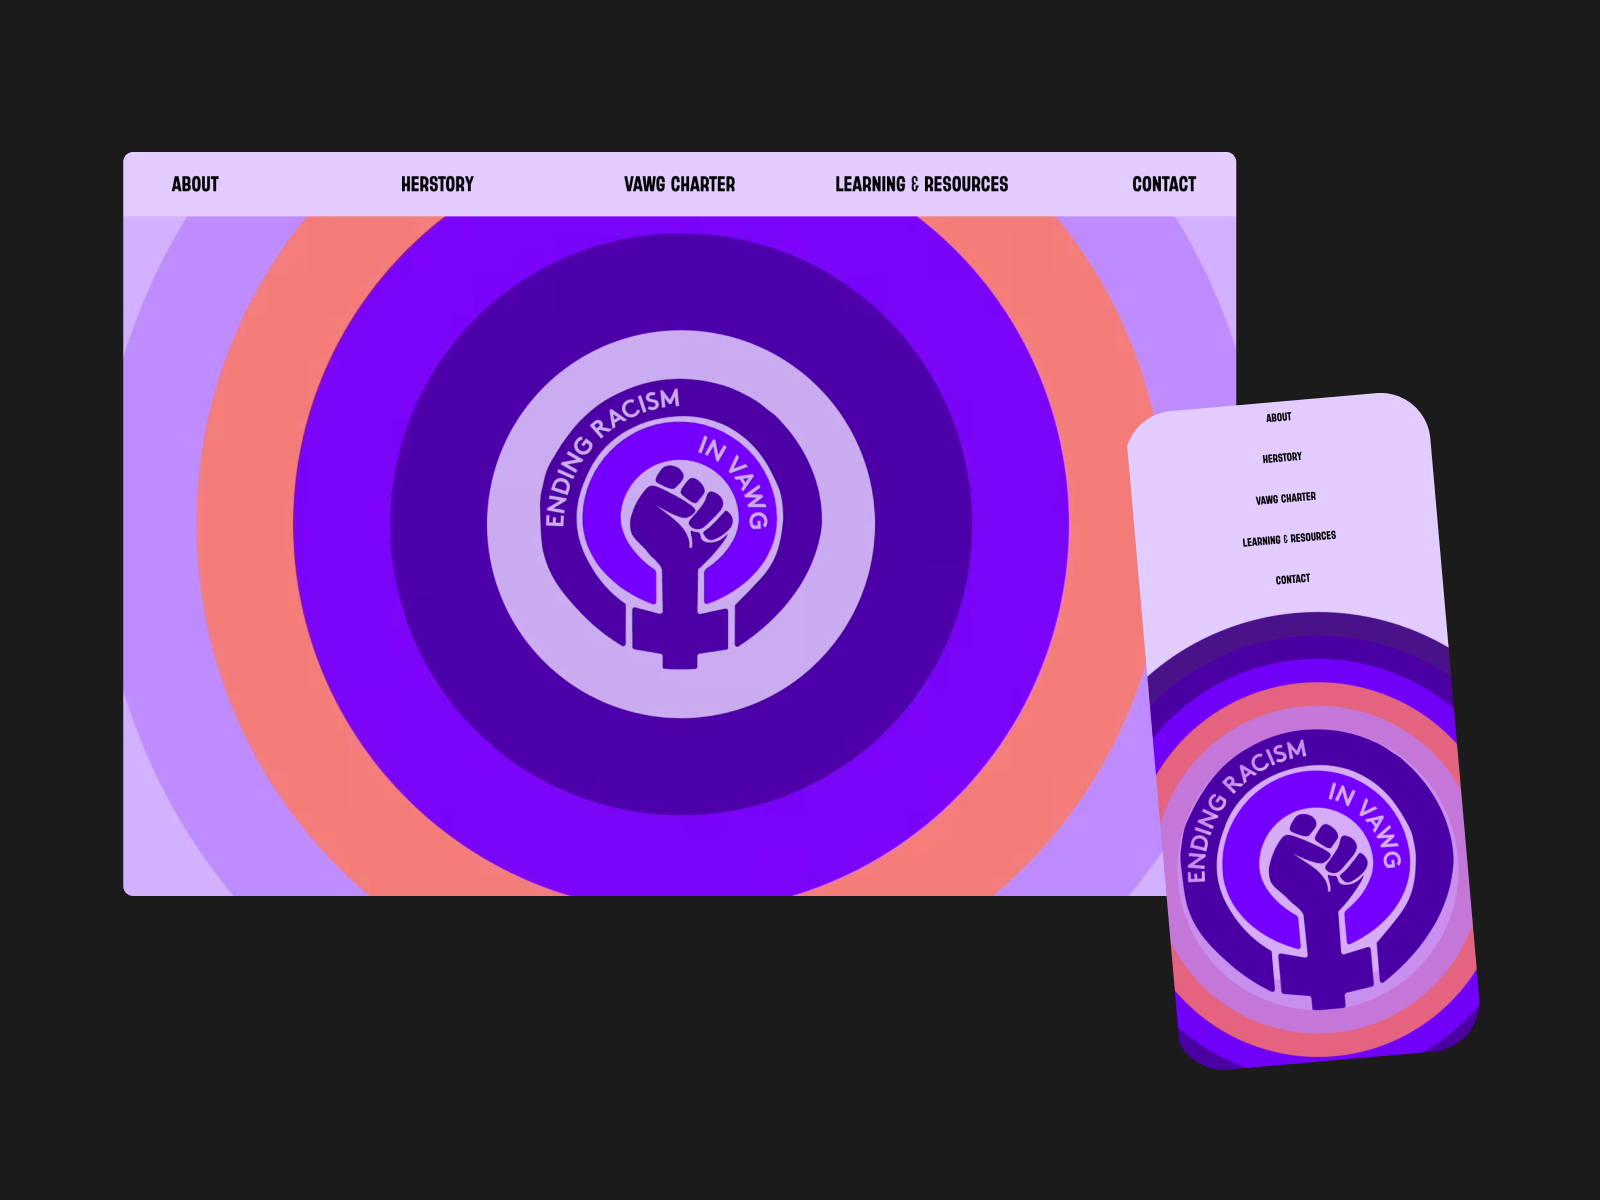 ABOUT
HERSTORY
VAWG CHARTER
LEARNING & RESOURCES
CONTACT
ENDING RACISM
IN VAWG
ABOUT
HERSTORY
VAWG CHARTER
LEARNING & RESOURCES
CONTACT
ENDING RACISM
IN VAWG